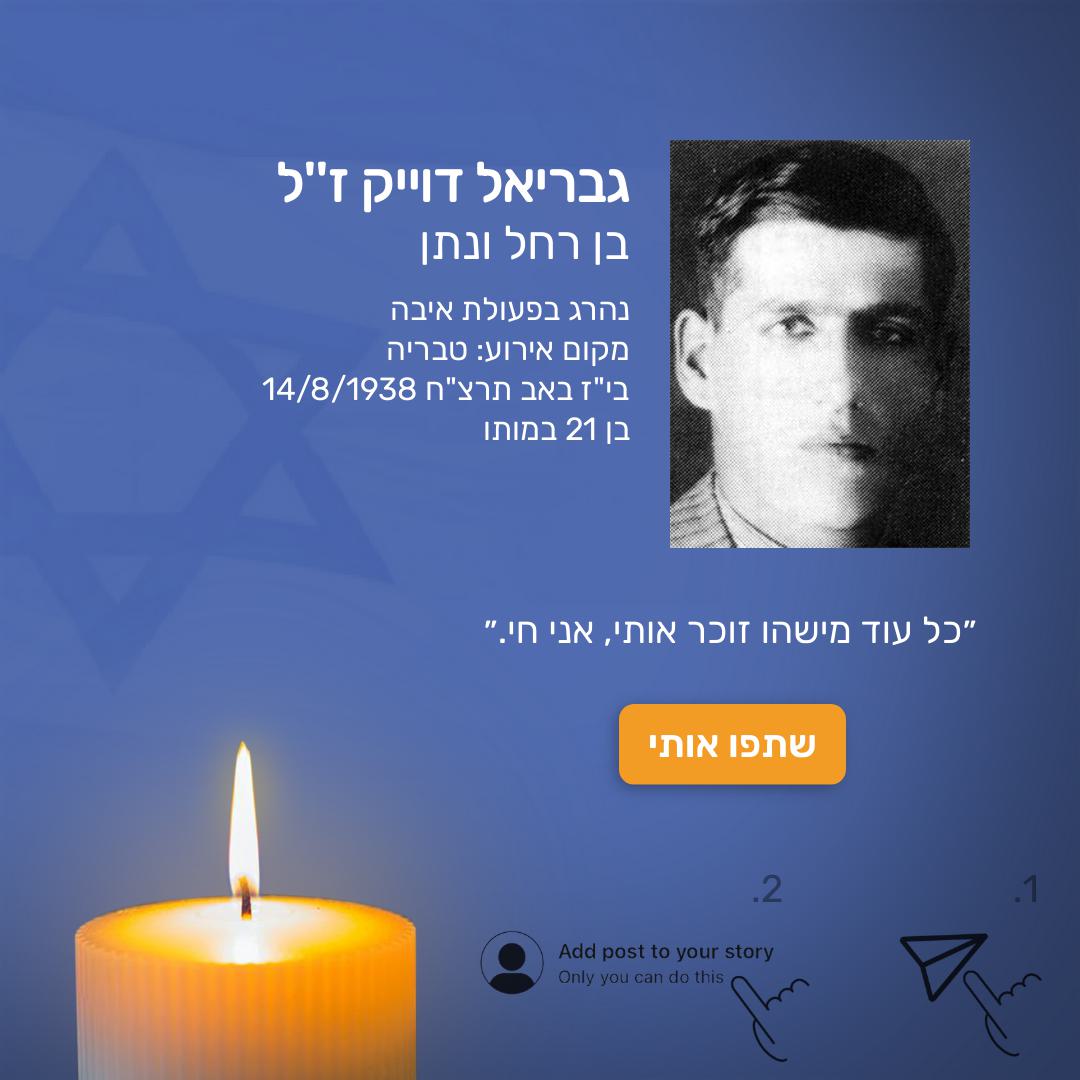 גבריאל דוייק ז"ל
בן רחל ונתן
נהרג בפעולת איבה
מקום אירוע: טבריה
בי"ז באב תרצ"ח 14/8/1938
בן 21 במותו
״כל עוד מישהו זוכר אותי, אני חי.״
שתפו אותי
1.
2.
Add post to your story
Only you can do this